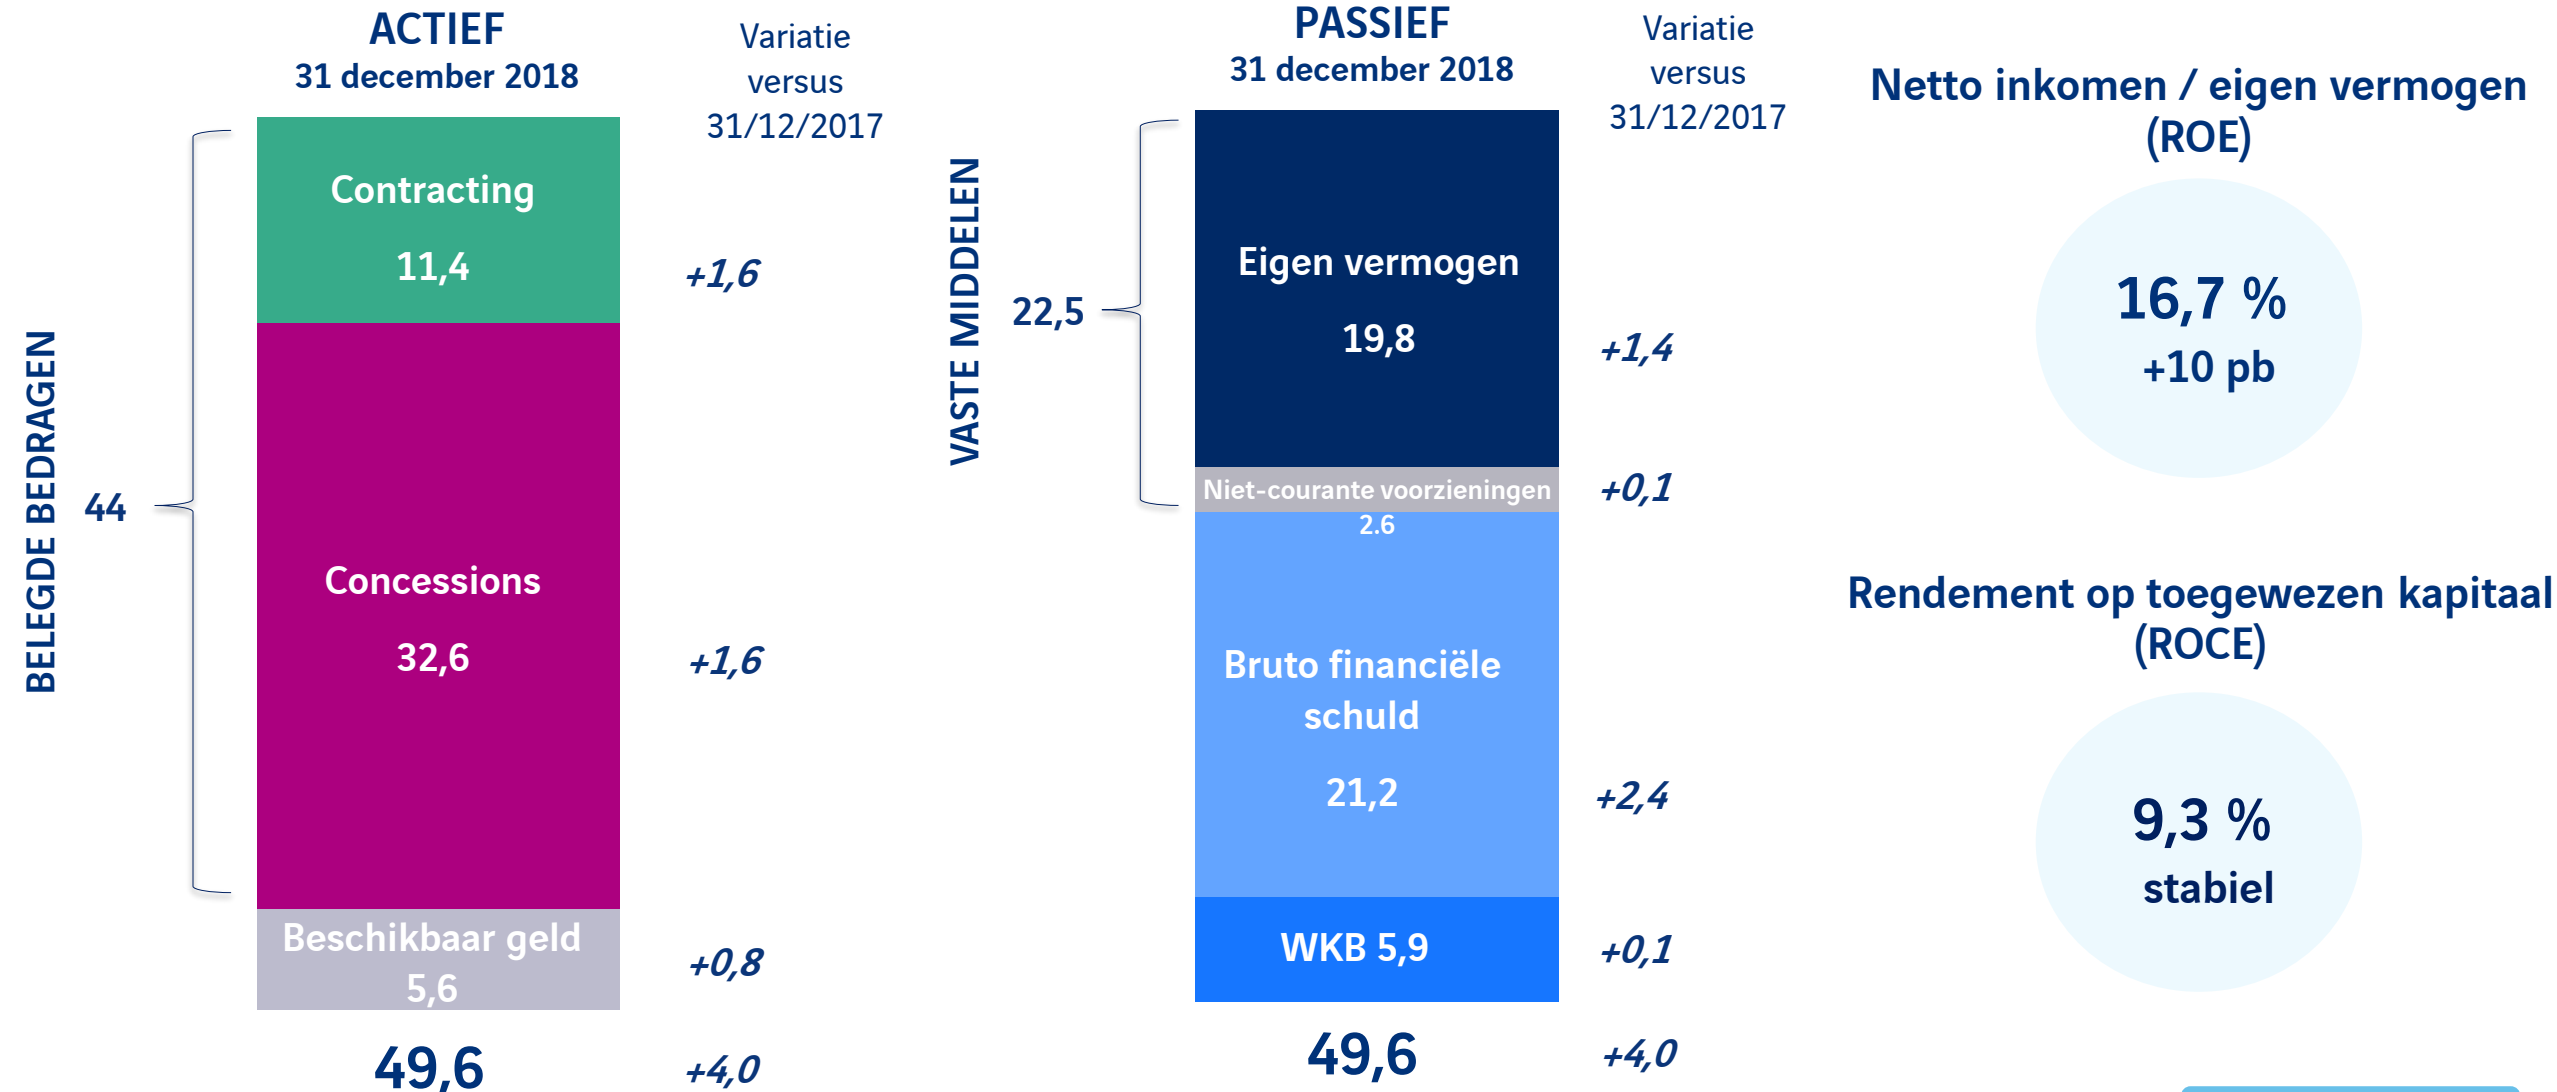 ACTIEF
31 december 2018
Variatie
versus
31/12/2017
BELEGDE BEDRAGEN
44
Contracting
11,4
+1,6
Concessions
32,6
+1,6
Beschikbaar geld
5,6
+0,8
49,6
+4,0
PASSIEF
31 december 2018
Variatie
versus
31/12/2017
VASTE MIDDELEN
22,5
Eigen vermogen
19,8
+1,4
Niet-courante voorzieningen
2.6
+0,1
Bruto financiële
schuld
21,2
+2,4
WKB 5,9
+0,1
49,6
+4,0
Netto inkomen / eigen vermogen
(ROE)
16,7 %
+10 pb
Rendement op toegewezen kapitaal
(ROCE)
9,3 %
stabiel